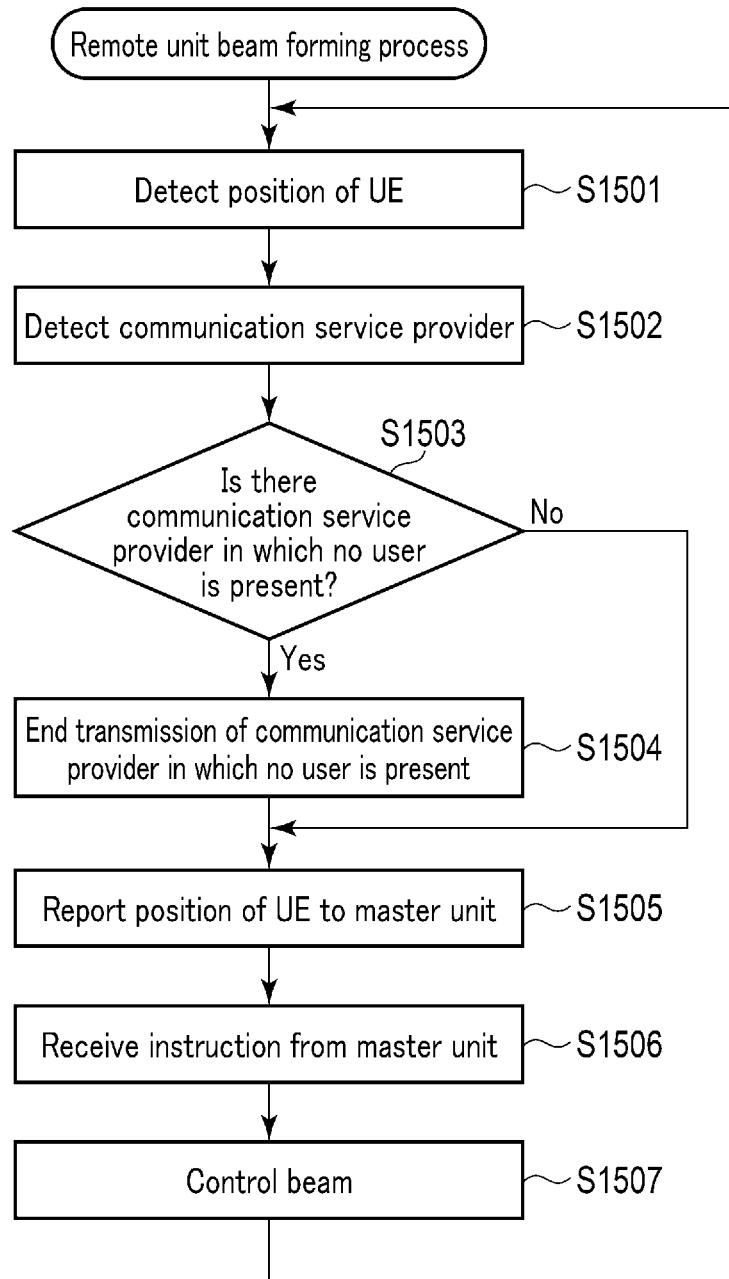 Remote unit beam forming process
Detect position of UE
S1501
Detect communication service provider
S1502
S1503
Is there
communication service
provider in which no user
is present?
No
Yes
End transmission of communication service
provider in which no user is present
S1504
Report position of UE to master unit
S1505
Receive instruction from master unit
S1506
Control beam
S1507